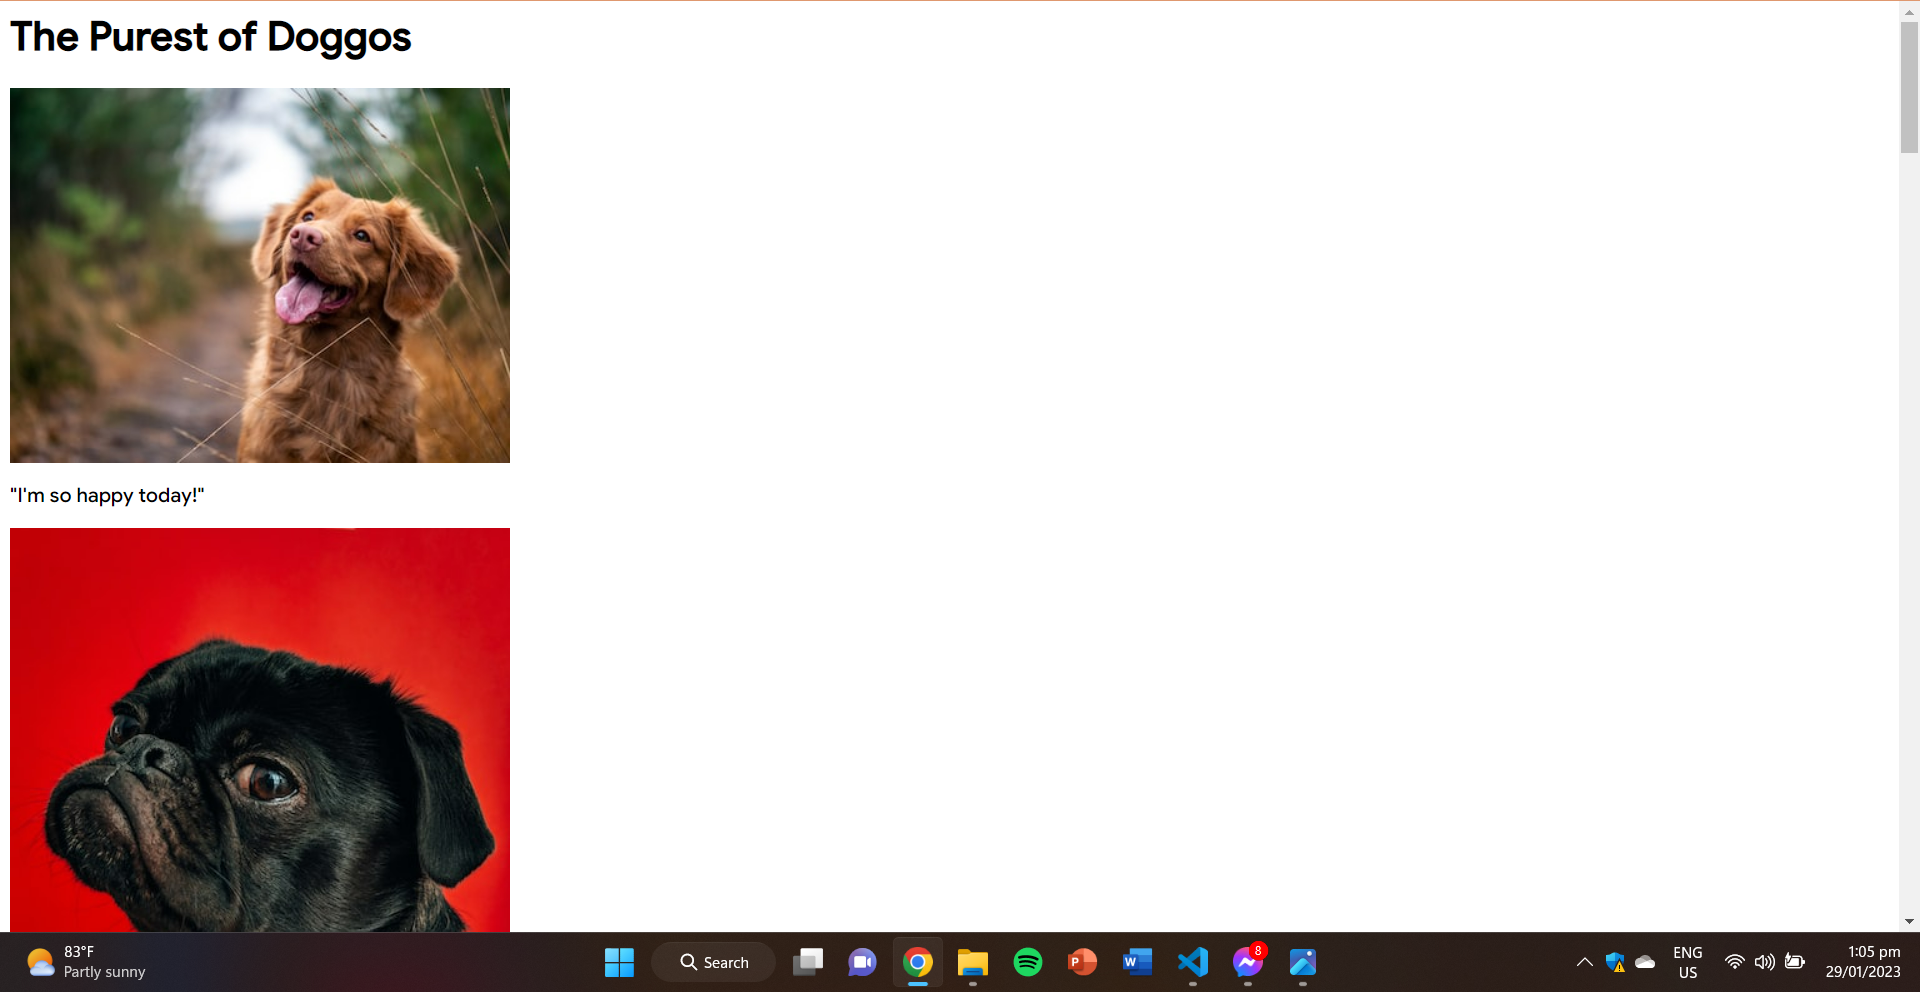 The Purest of Doggos
"I'm so happy today!"
83°F
Partly sunny
Search
P
W
8
ENG
US
1:05 pm
29/01/2023